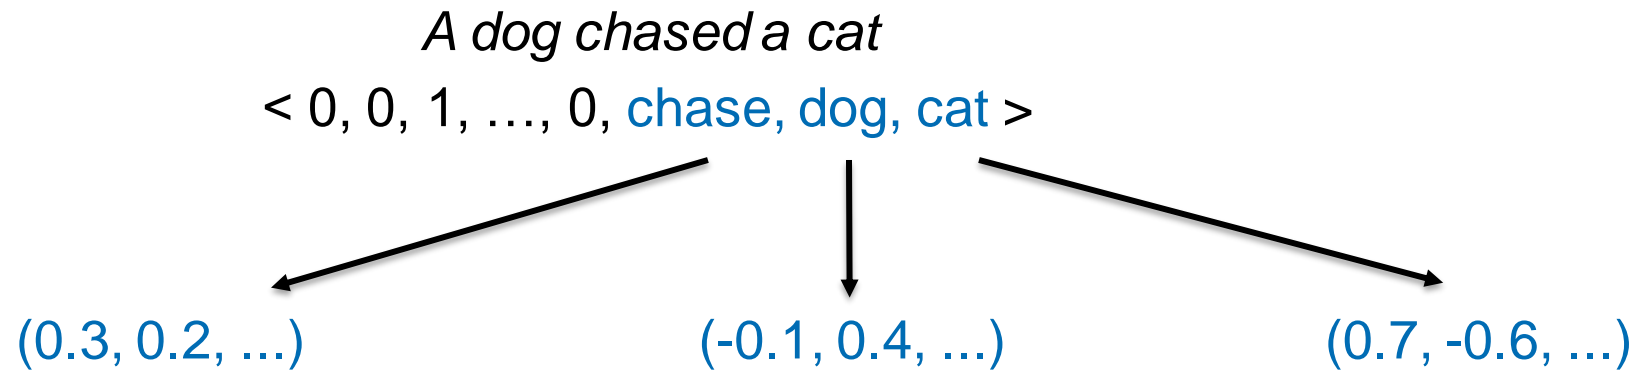 A dog chased a cat
< 0, 0, 1, …, 0, chase, dog, cat >
(0.3, 0.2, ...) (-0.1, 0.4, ...) (0.7, -0.6, ...)